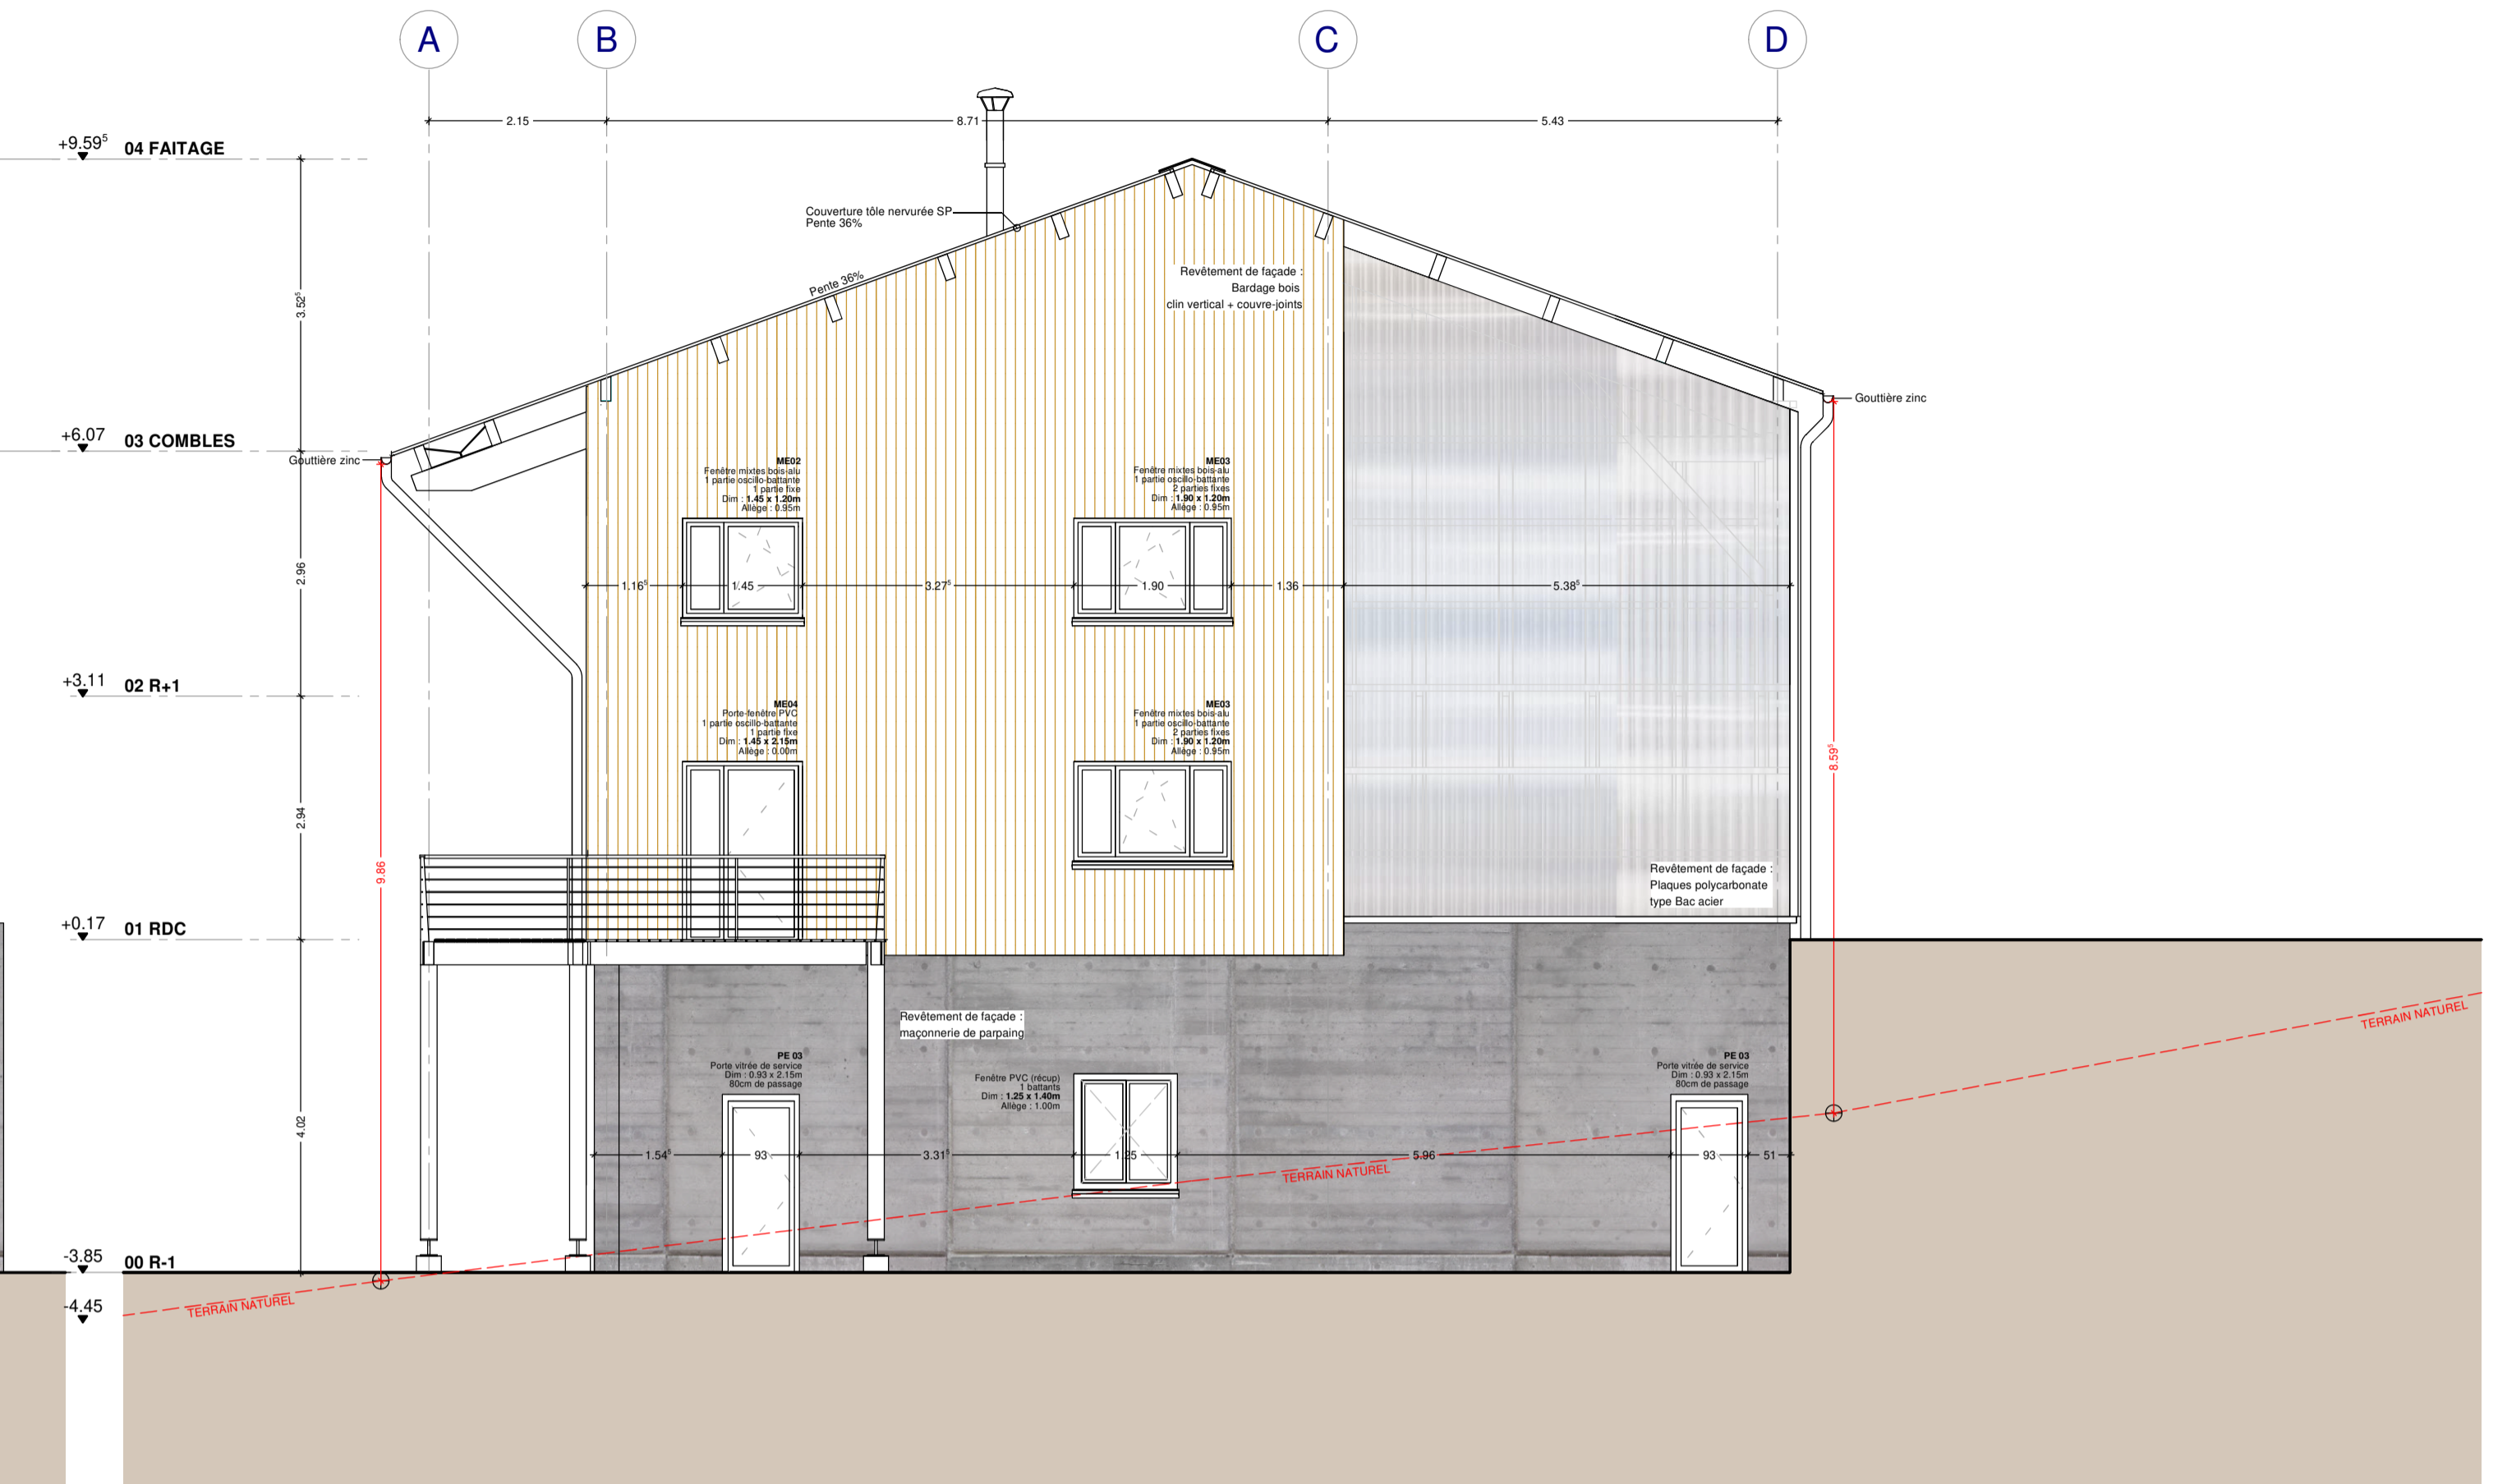 A
B
C
D
2.15
8.71
5.43
+9.59⁵
04 FAITAGE
Couverture tôle nervurée SP
Pente 36%
Pente 36%
Revêtement de façade :
Bardage bois
clin vertical + couvre-joints
3.52⁵
Gouttière zinc
+6.07
03 COMBLES
Gouttière zinc
ME02
Fenêtre mixtes bois-alu
1 partie oscillo-battante
1 partie fixe
Dim : 1.45 x 1.20m
Allège : 0.95m
ME03
Fenêtre mixtes bois-alu
1 partie oscillo-battante
2 parties fixes
Dim : 1.90 x 1.20m
Allège : 0.95m
2.96
1.16⁵
1.45
3.27⁵
1.90
1.36
5.38⁵
+3.11
02 R+1
ME04
Porte-fenêtre PVC
1 partie oscillo-battante
1 partie fixe
Dim : 1.45 x 2.15m
Allège : 0.00m
ME03
Fenêtre mixtes bois-alu
1 partie oscillo-battante
2 parties fixes
Dim : 1.90 x 1.20m
Allège : 0.95m
8.59⁵
2.94
9.86
Revêtement de façade :
Plaques polycarbonate
type Bac acier
+0.17
01 RDC
Revêtement de façade :
maçonnerie de parpaing
TERRAIN NATUREL
PE 03
Porte vitrée de service
Dim : 0.93 x 2.15m
80cm de passage
Fenêtre PVC (récup)
1 battants
Dim : 1.25 x 1.40m
Allège : 1.00m
PE 03
Porte vitrée de service
Dim : 0.93 x 2.15m
80cm de passage
4.02
1.54⁵
93
3.31⁵
1.25
5.96
93
51
TERRAIN NATUREL
-3.85
00 R-1
-4.45
TERRAIN NATUREL